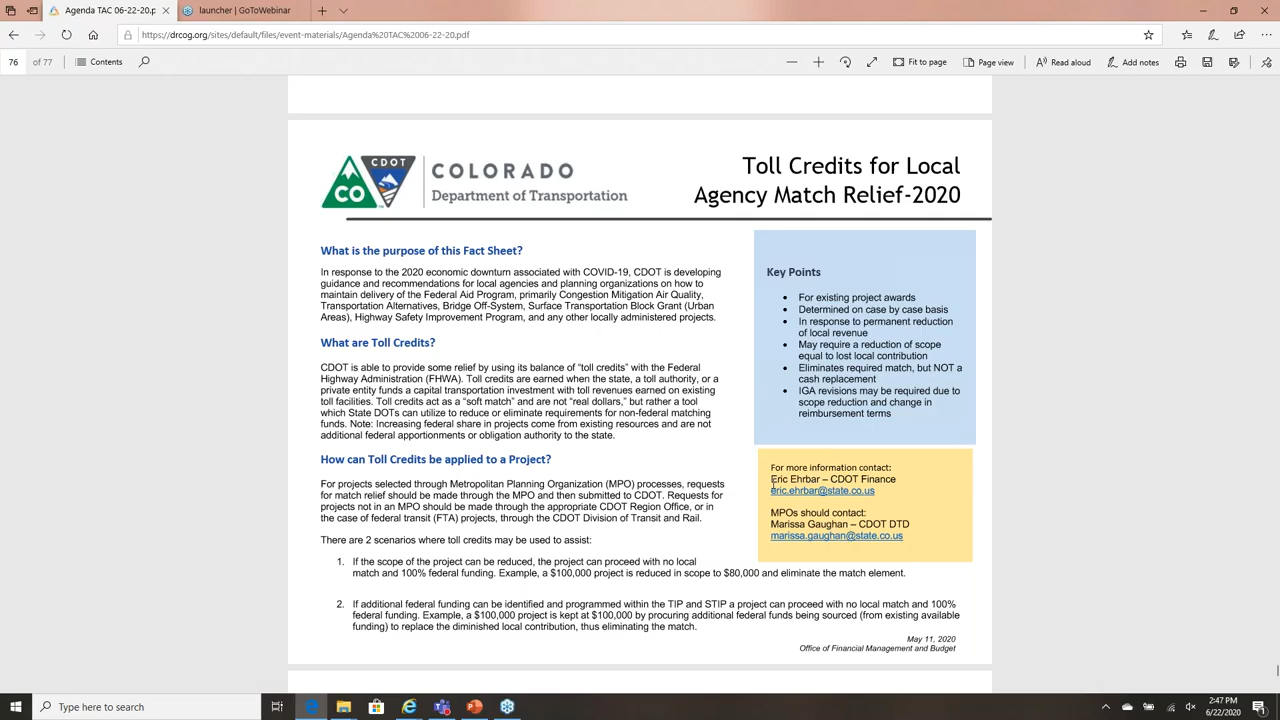 Agenda TAC 06-22-20.pdf
https://drcog.org/sites/default/files/event-materials/Agenda%20TAC%2006-22-20.pdf
76 of 77 Contents Fit to page Page view Read aloud Add notes
CO
CDOT
COLORADO
Department of Transportation
Toll Credits for Local
Agency Match Relief-2020
What is the purpose of this Fact Sheet?
In response to the 2020 economic downturn associated with COVID-19, CDOT is developing
guidance and recommendations for local agencies and planning organizations on how to
maintain delivery of the Federal Aid Program, primarily Congestion Mitigation Air Quality,
Transportation Alternatives, Bridge Off-System, Surface Transportation Block Grant (Urban
Areas), Highway Safety Improvement Program, and any other locally administered projects.
What are Toll Credits?
CDOT is able to provide some relief by using its balance of “toll credits” with the Federal
Highway Administration (FHWA). Toll credits are earned when the state, a toll authority, or a
private entity funds a capital transportation investment with toll revenues earned on existing
toll facilities. Toll credits act as a “soft match” and are not “real dollars,” but rather a tool
which State DOTs can utilize to reduce or eliminate requirements for non-federal matching
funds. Note: Increasing federal share in projects come from existing resources and are not
additional federal apportionments or obligation authority to the state.
How can Toll Credits be applied to a Project?
For projects selected through Metropolitan Planning Organization (MPO) processes, requests
for match relief should be made through the MPO and then submitted to CDOT. Requests for
projects not in an MPO should be made through the appropriate CDOT Region Office, or in
the case of federal transit (FTA) projects, through the CDOT Division of Transit and Rail.
There are 2 scenarios where toll credits may be used to assist:
1. If the scope of the project can be reduced, the project can proceed with no local
match and 100% federal funding. Example, a $100,000 project is reduced in scope to $80,000 and eliminate the match element.
2. If additional federal funding can be identified and programmed within the TIP and STIP a project can proceed with no local match and 100%
federal funding. Example, a $100,000 project is kept at $100,000 by procuring additional federal funds being sourced (from existing available
funding) to replace the diminished local contribution, thus eliminating the match.
Key Points
• For existing project awards
• Determined on case by case basis
• In response to permanent reduction
of local revenue
• May require a reduction of scope
equal to lost local contribution
• Eliminates required match, but NOT a
cash replacement
• IGA revisions may be required due to
scope reduction and change in
reimbursement terms
For more information contact:
Eric Ehrbar – CDOT Finance
eric.ehrbar@state.co.us
MPOs should contact:
Marissa Gaughan – CDOT DTD
marissa.gaughan@state.co.us
May 11, 2020
Office of Financial Management and Budget
Type here to search
2:47 PM
6/22/2020